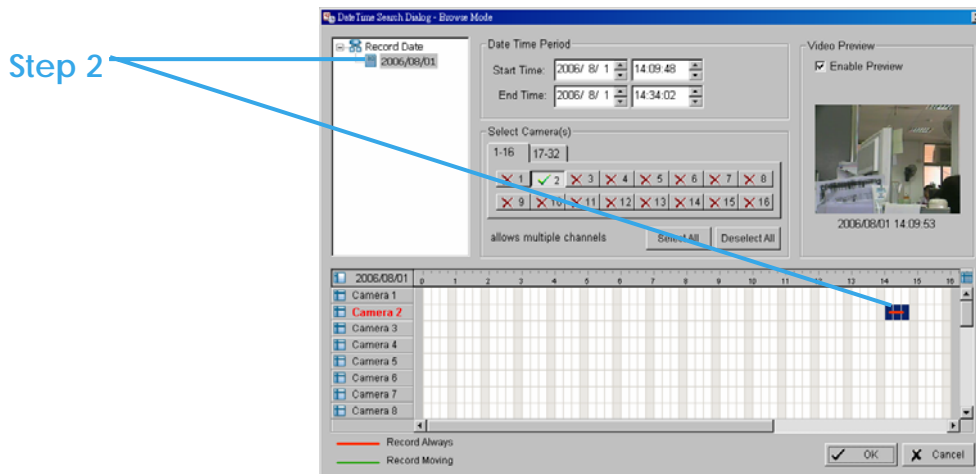 Step 2
DateTime Search Dialog - Browse Mode
Record Date
2006/08/01
Date Time Period
Start Time: 2006/ 8/ 1 14:09:48
End Time: 2006/ 8/ 1 14:34:02
Select Camera(s)
1-16 17-32
1 2 3 4 5 6 7 8
9 10 11 12 13 14 15 16
allows multiple channels Select All Deselect All
Video Preview
Enable Preview
2006/08/01 14:09:53
2006/08/01 0 1 2 3 4 5 6 7 8 9 10 11 12 13 14 15 16
Camera 1
Camera 2
Camera 3
Camera 4
Camera 5
Camera 6
Camera 7
Camera 8
Record Always
Record Moving
OK Cancel